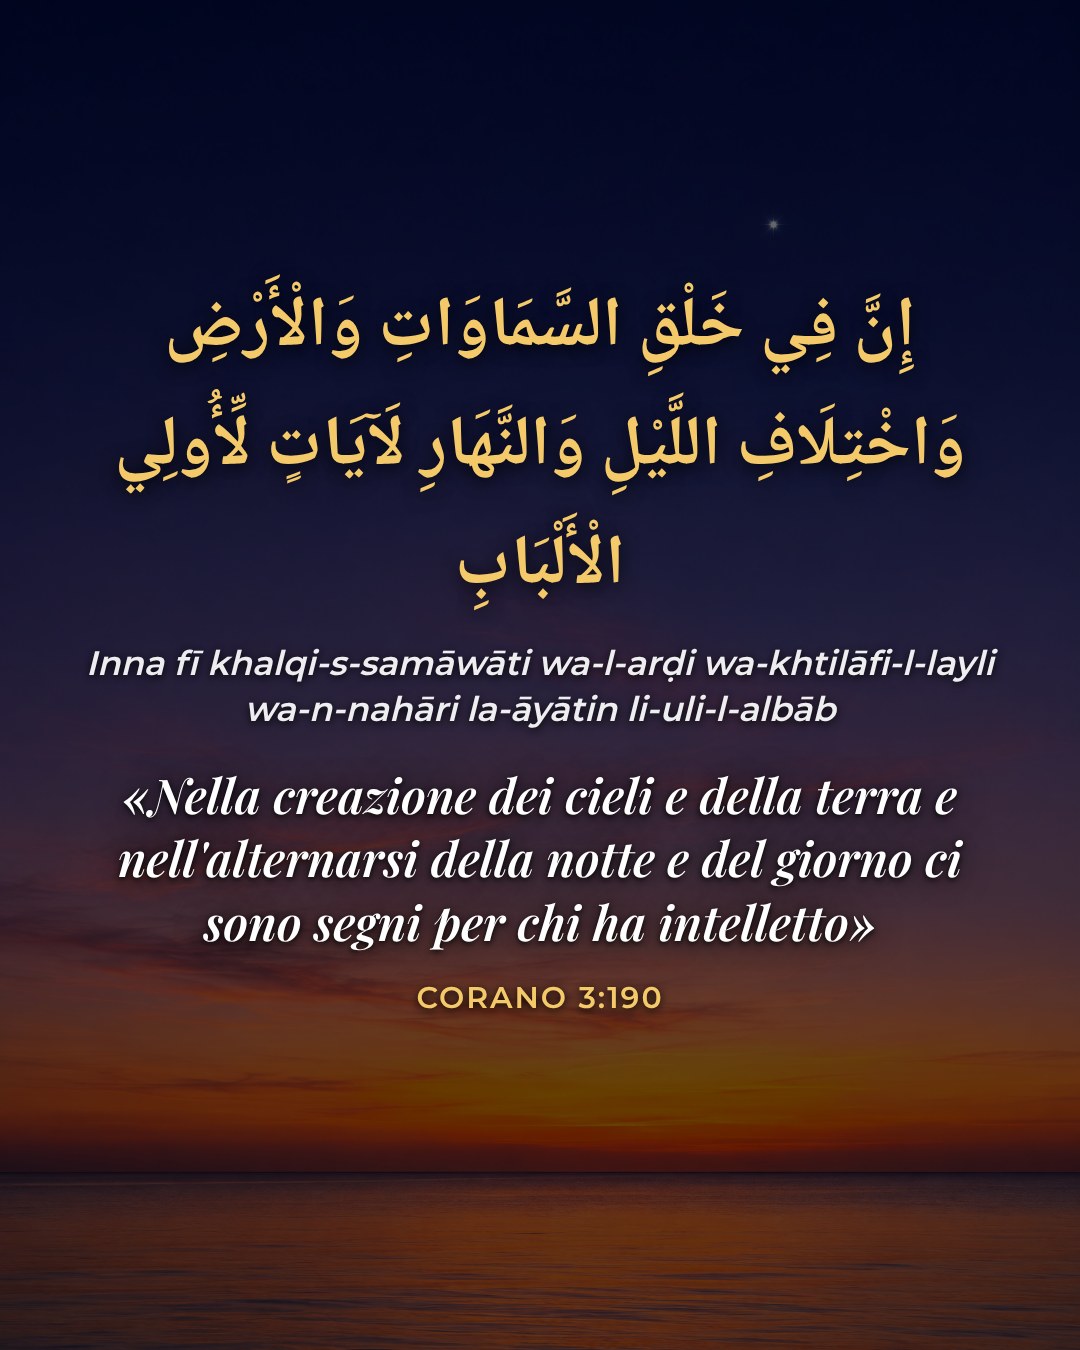 إِنَّ فِي خَلْقِ السَّمَاوَاتِ وَالْأَرْضِ
وَاخْتِلَافِ اللَّيْلِ وَالنَّهَارِ لَآيَاتٍ لِّأُولِي
الْأَلْبَابِ
Inna fī khalqi-s-samāwāti wa-l-arḍi wa-khtilāfi-l-layli
wa-n-nahāri la-āyātin li-uli-l-albāb
«Nella creazione dei cieli e della terra e
nell'alternarsi della notte e del giorno ci
sono segni per chi ha intelletto»
CORANO 3:190